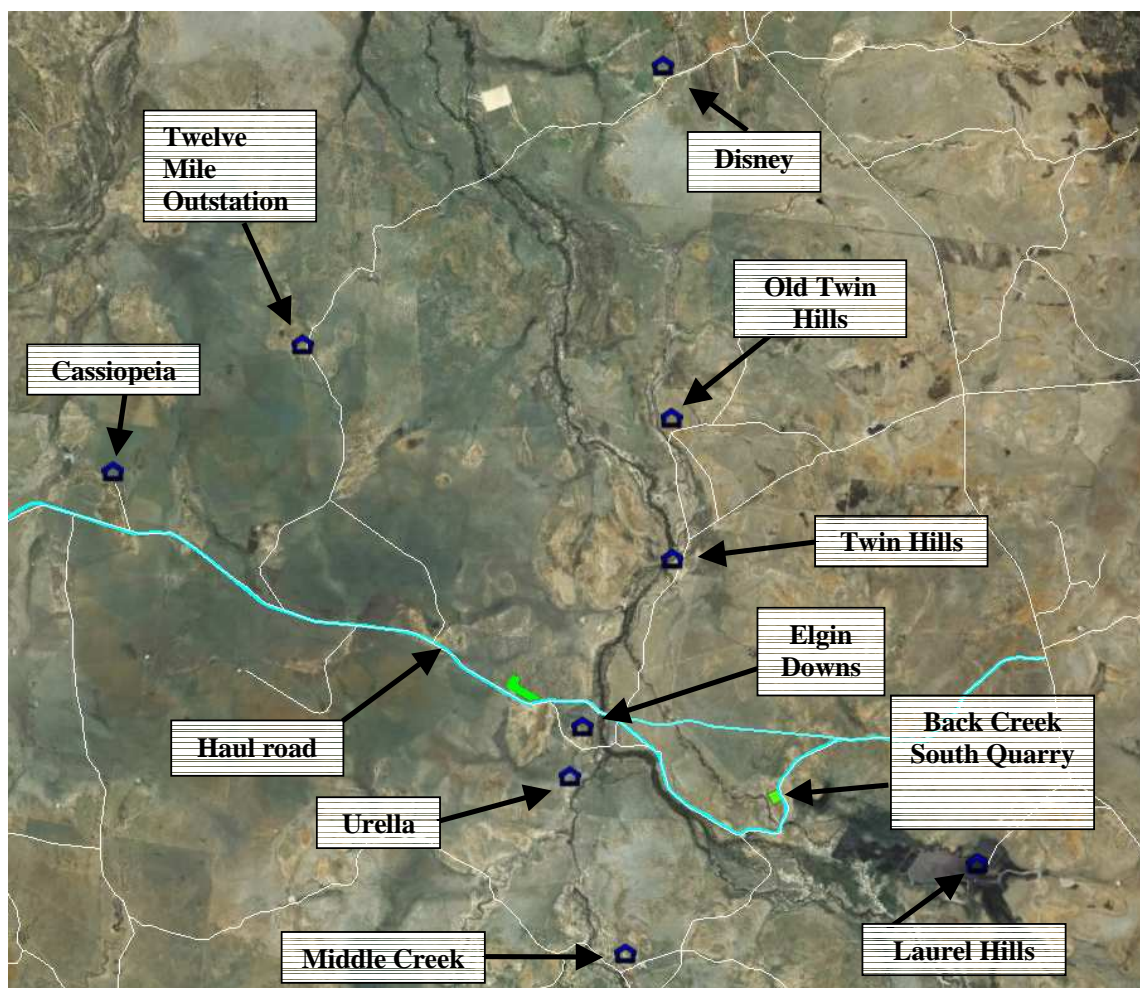 Twelve
Mile
Outstation
Disney
Old Twin
Hills
Cassiopeia
Twin Hills
Elgin
Downs
Haul road
Back Creek
South Quarry
Urella
Middle Creek
Laurel Hills